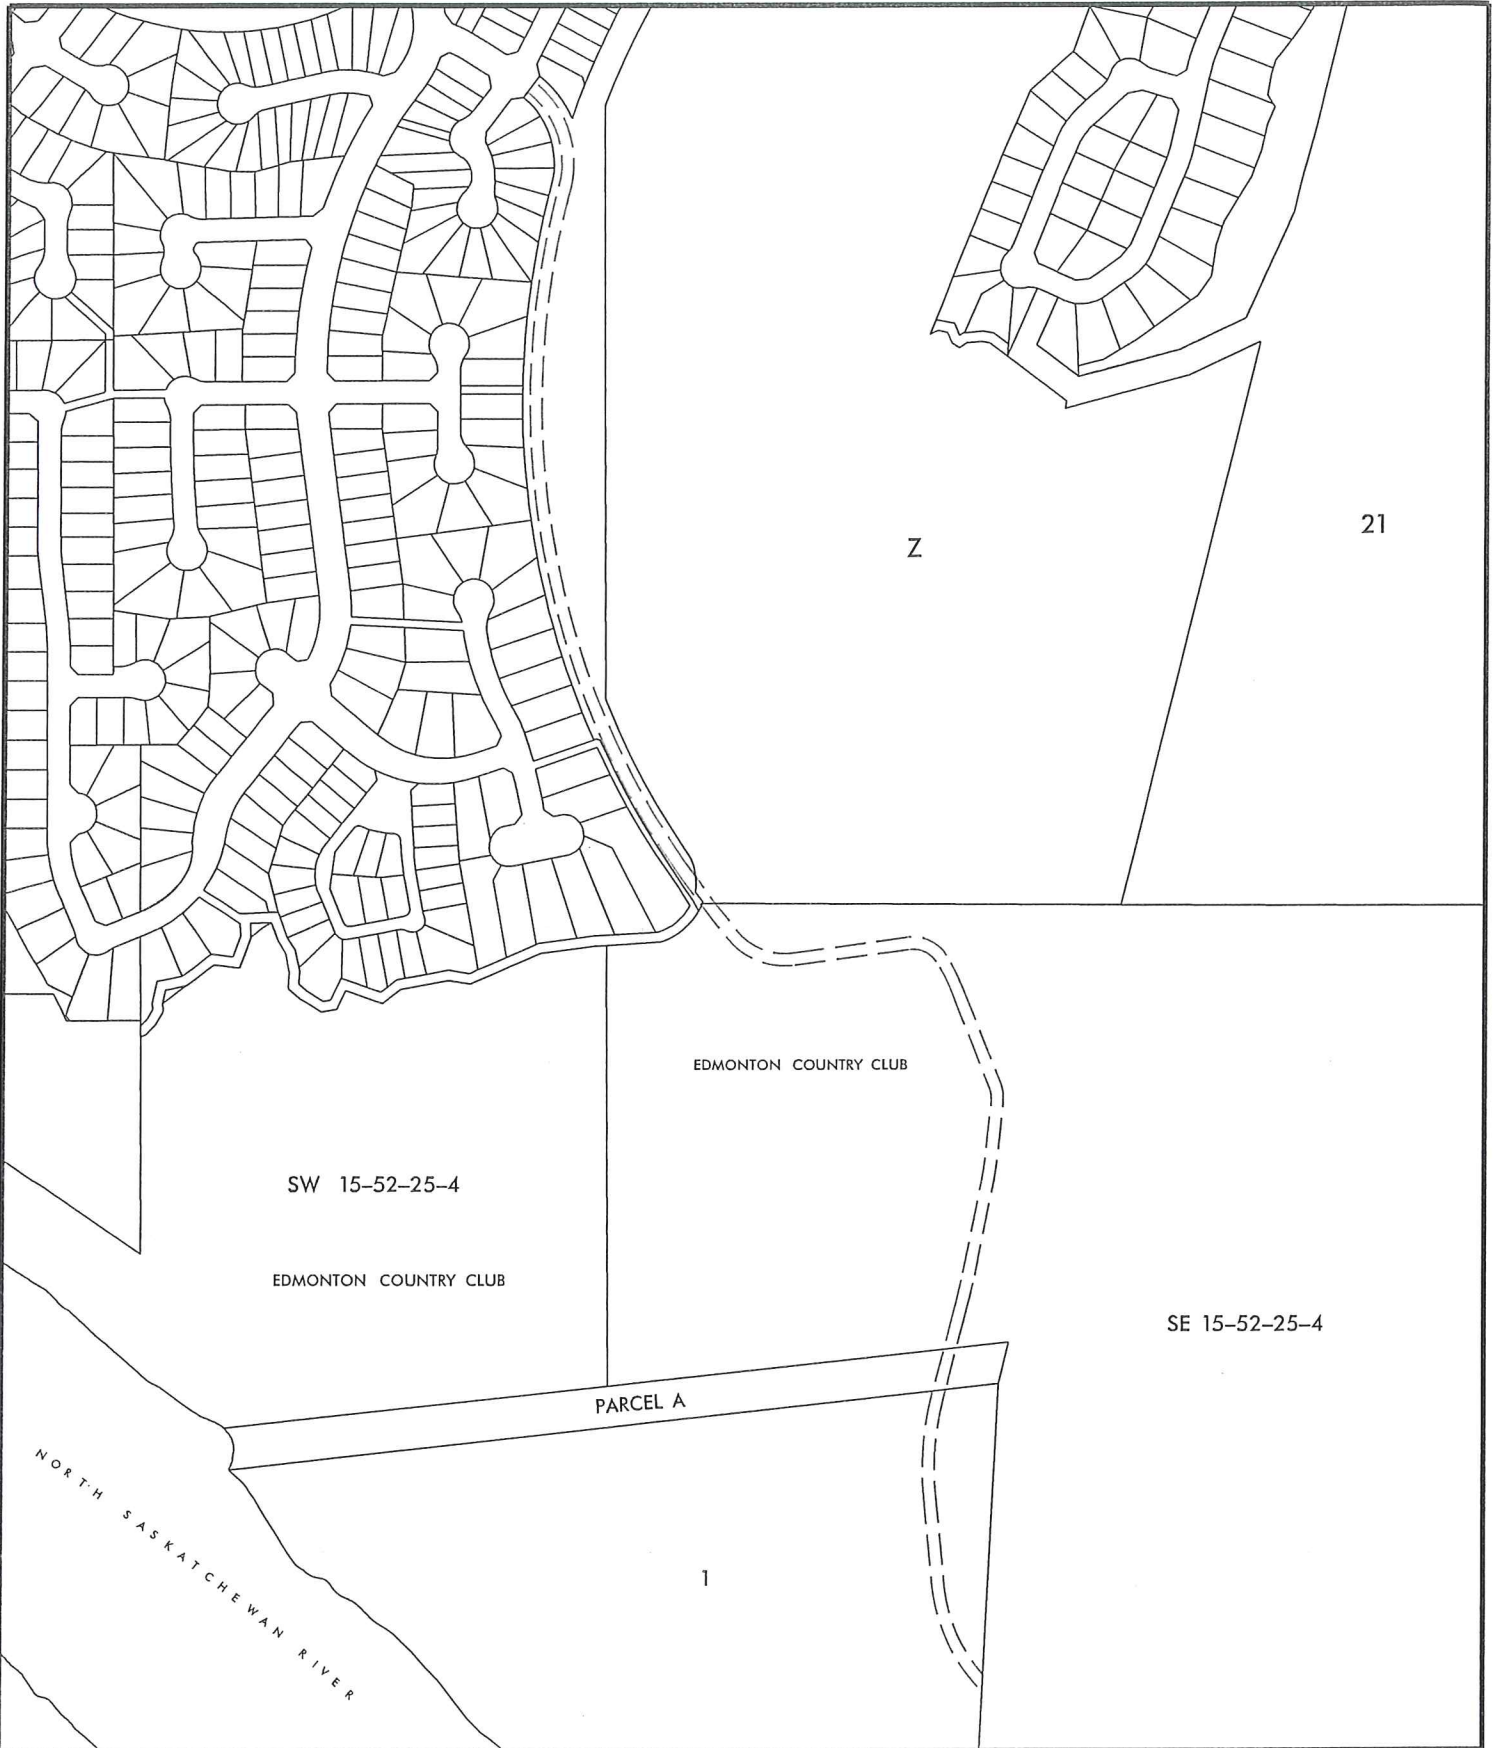 21
Z
EDMONTON COUNTRY CLUB
SW 15–52–25–4
EDMONTON COUNTRY CLUB
SE 15–52–25–4
PARCEL A
NORTH SASKATCHEWAN RIVER
1